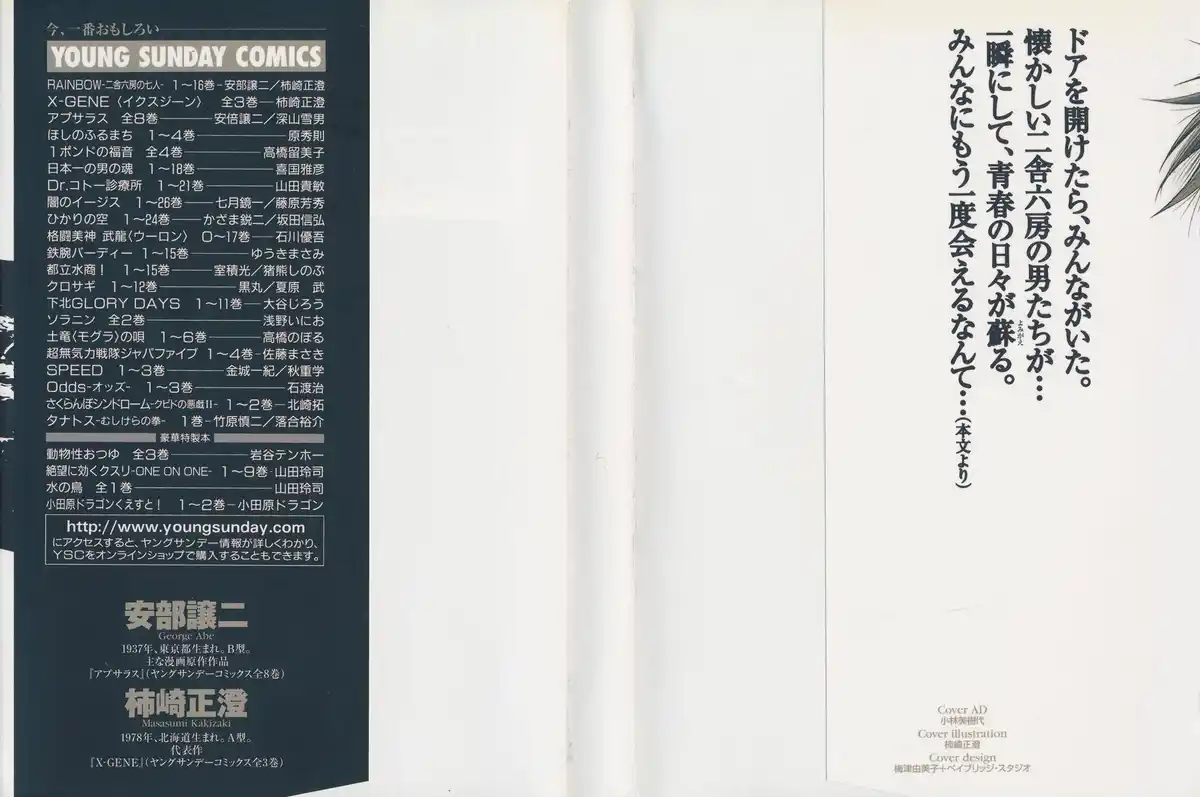 今、一番おもしろい
YOUNG SUNDAY COMICS
RAINBOW-二舎六房の七人- 1～16巻-安部譲二／柿崎正澄
X-GENE〈イクスジーン〉 全3巻―柿崎正澄
アプサラス 全8巻―安倍譲二／深山雪男
ほしのふるまち 1～4巻―原秀則
1ポンドの福音 全4巻―高橋留美子
日本一の男の魂 1～18巻―喜国雅彦
Dr.コトー診療所 1～21巻―山田貴敏
闇のイージス 1～26巻―七月鏡一／藤原芳秀
ひかりの空 1～24巻―かざま鋭二／坂田信弘
格闘美神 武龍〈ウーロン〉 0～17巻―石川優吾
鉄腕バーディー 1～15巻―ゆうきまさみ
都立水商！ 1～15巻―室積光／猪熊しのぶ
クロサギ 1～12巻―黒丸／夏原 武
下北GLORY DAYS 1～11巻―大谷じろう
ソラニン 全2巻―浅野いにお
土竜〈モグラ〉の唄 1～6巻―高橋のぼる
超無気力戦隊ジャパファイブ 1～4巻-佐藤まさき
SPEED 1～3巻―金城一紀／秋重学
Odds-オッズ- 1～3巻―石渡治
さくらんぼシンドローム-クピドの悪戯II- 1～2巻-北崎拓
タナトス-むしけらの拳- 1巻-竹原慎二／落合裕介
豪華特製本
動物性おつゆ 全3巻―岩谷テンホー
絶望に効くクスリ-ONE ON ONE- 1～9巻-山田玲司
水の鳥 全1巻―山田玲司
小田原ドラゴンくえすと！ 1～2巻-小田原ドラゴン
http://www.youngsunday.com
にアクセスすると、ヤングサンデー情報が詳しくわかり、
YSCをオンラインショップで購入することもできます。
安部譲二
George Abe
1937年、東京都生まれ。B型。
主な漫画原作作品
『アプサラス』（ヤングサンデーコミックス全8巻）
柿崎正澄
Masasumi Kakizaki
1978年、北海道生まれ。A型。
代表作
『X-GENE』（ヤングサンデーコミックス全3巻）
ドアを開けたら、みんながいた。
懐かしい二舎六房の男たちが…
一瞬にして、青春の日々が蘇る。
よみがえ
みんなにもう一度会えるなんて…（本文より）
Cover AD
小林美樹代
Cover illustration
柿崎正澄
Cover design
梅津由美子＋ベイブリッジ・スタジオ